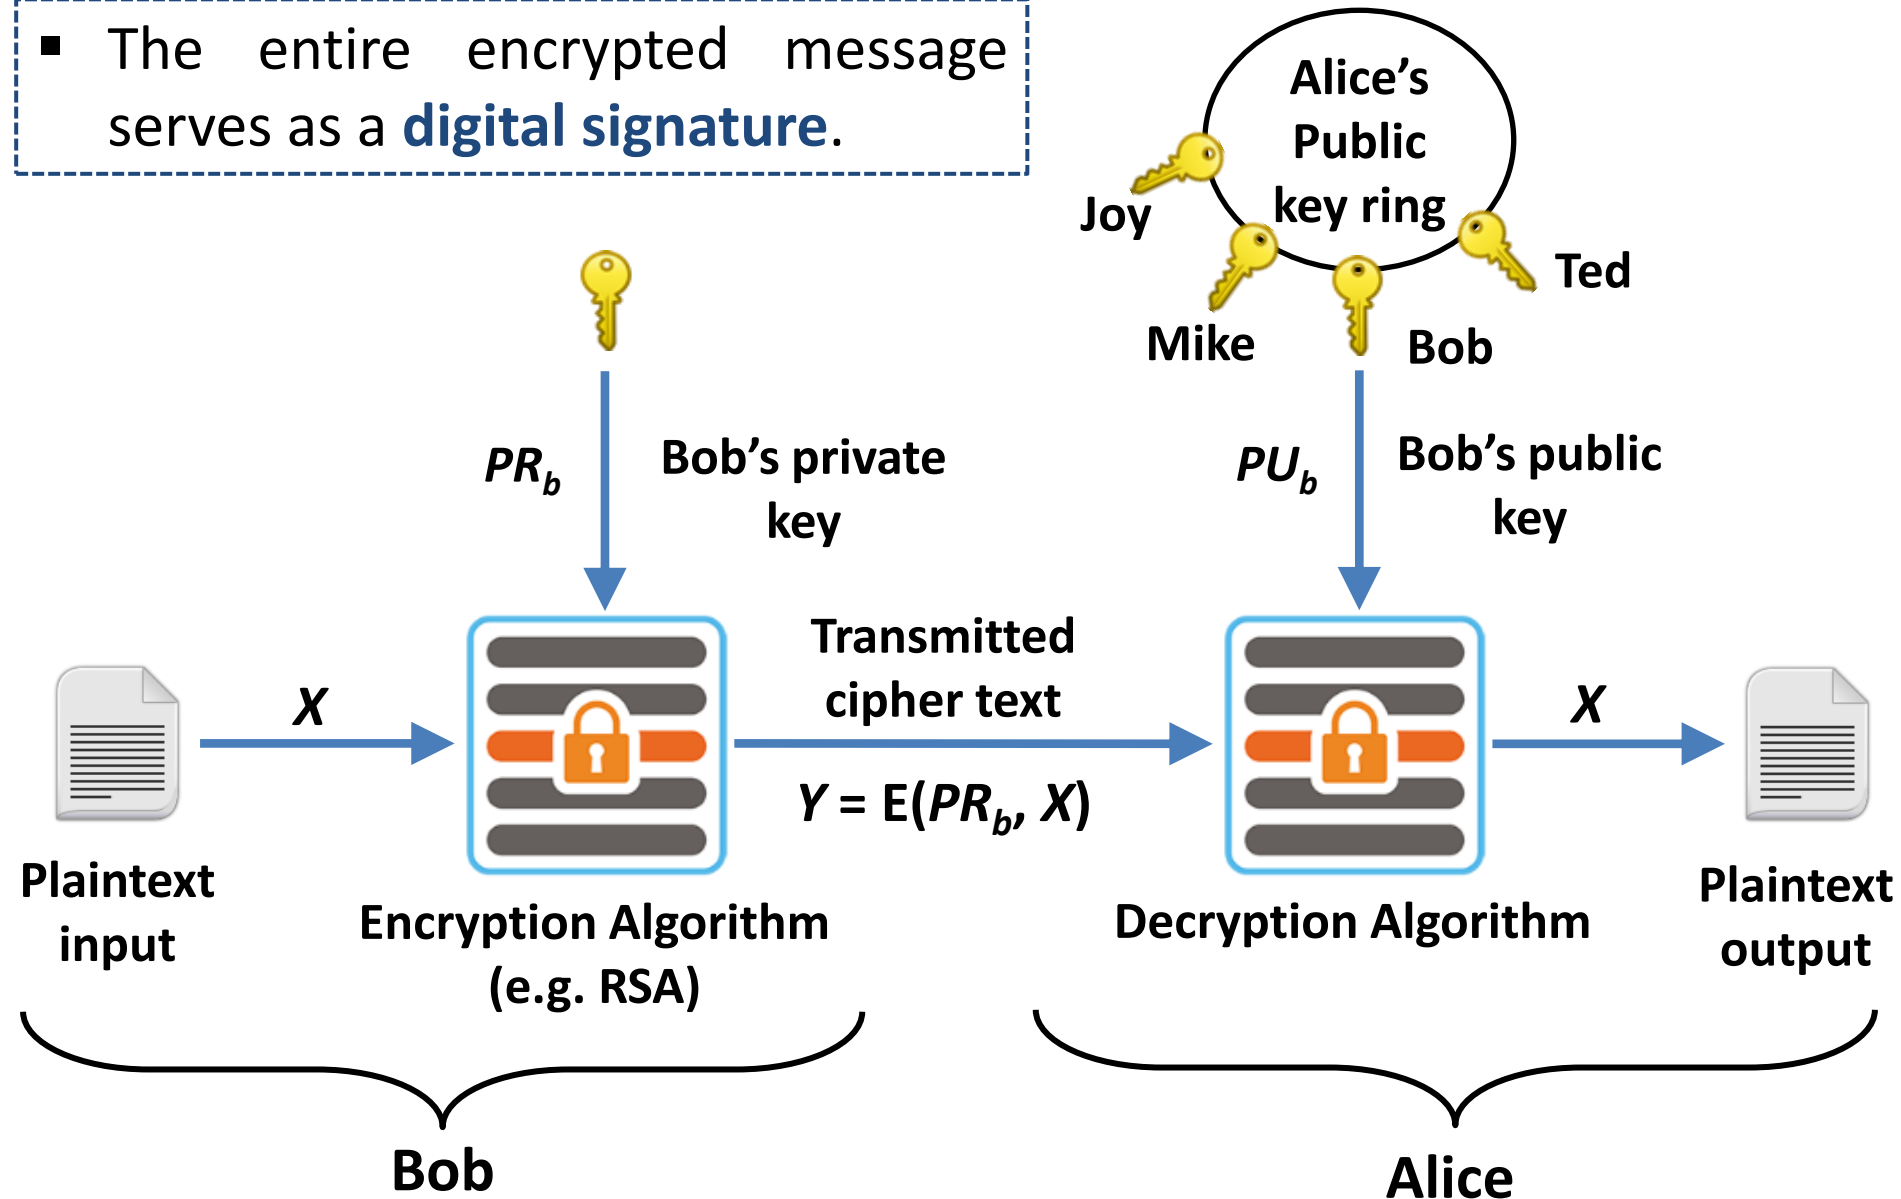 ▪ The entire encrypted message
serves as a digital signature.
Alice’s
Public
key ring
Joy
Mike
Bob
Ted
PRb
Bob’s private
key
PUb
Bob’s public
key
X
Transmitted
cipher text
Y = E(PRb, X)
X
Plaintext
input
Encryption Algorithm
(e.g. RSA)
Decryption Algorithm
Plaintext
output
Bob
Alice